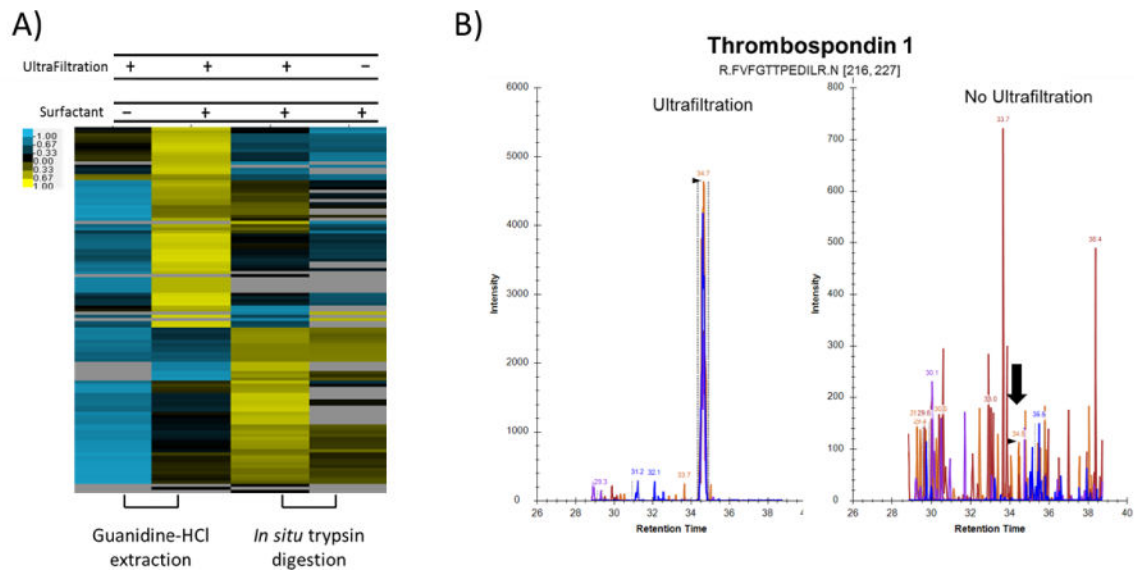 A)
UltraFiltration + + + −
Surfactant − + + +
-1.00
-0.67
-0.33
0.00
0.33
0.67
1.00
Guanidine-HCl
extraction
In situ trypsin
digestion
B)
Thrombospondin 1
R.FVFGTTPEDILR.N [216, 227]
Ultrafiltration
6000
5000
4000
3000
2000
1000
0
Intensity
34.7
29.3
31.2
32.1
33.7
26 28 30 32 34 36 38
Retention Time
No Ultrafiltration
800
700
600
500
400
300
200
100
0
Intensity
33.7
38.4
30.1
33.0
26 28 30 32 34 36 38 40
Retention Time